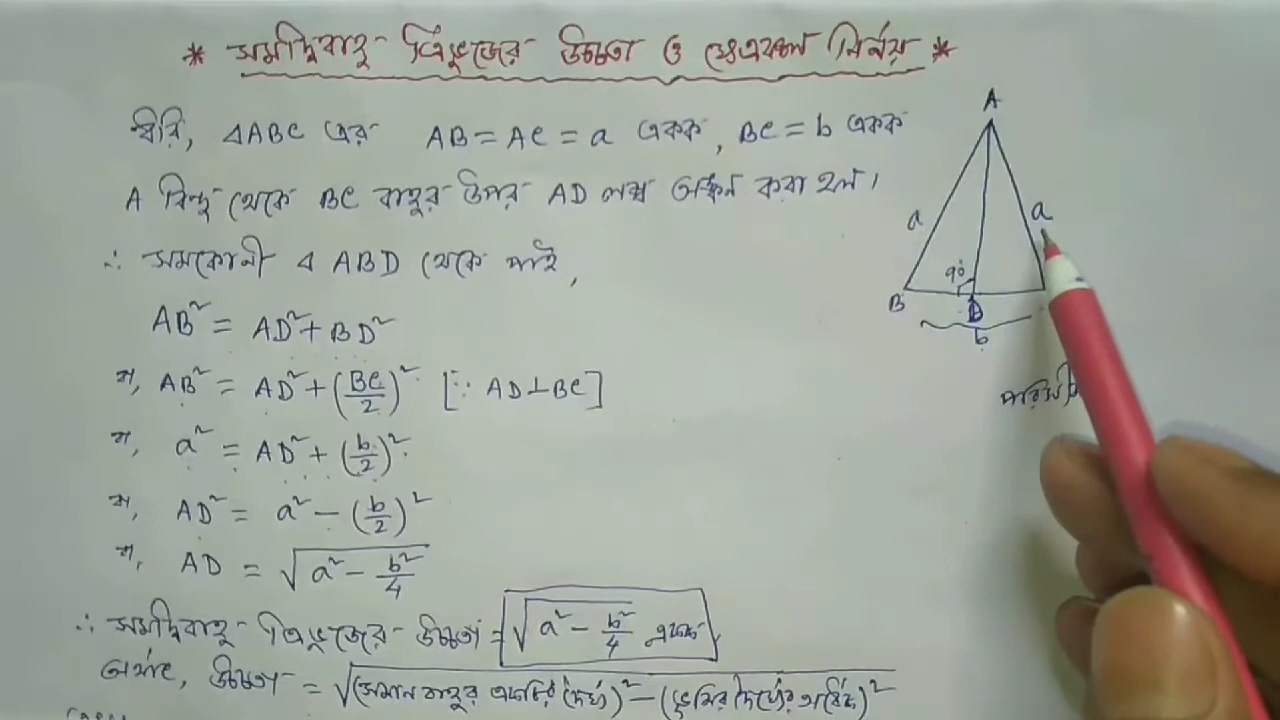 * সমদ্বিবাহু ত্রিভুজের উচ্চতা ও ক্ষেত্রফল নির্ণয় *
ধরি, ∆ABC এর AB = AC = a একক, BC = b একক
A বিন্দু থেকে BC বাহুর উপর AD লম্ব অঙ্কন করা হল।
∴ সমকোনী ∆ ABD থেকে পাই,
AB² = AD² + BD²
বা, AB² = AD² + (BC/2)² [∵ AD⊥BC]
বা, a² = AD² + (b/2)²
বা, AD² = a² − (b/2)²
বা, AD = √(a² − b²/4)
∴ সমদ্বিবাহু ত্রিভুজের উচ্চতা = √(a² − b²/4) একক
অর্থাৎ, উচ্চতা = √(সমান বাহুর একটির দৈর্ঘ্য)² − (ভূমির দৈর্ঘ্যের অর্ধেক)²
A
a
a
90°
B
D
b